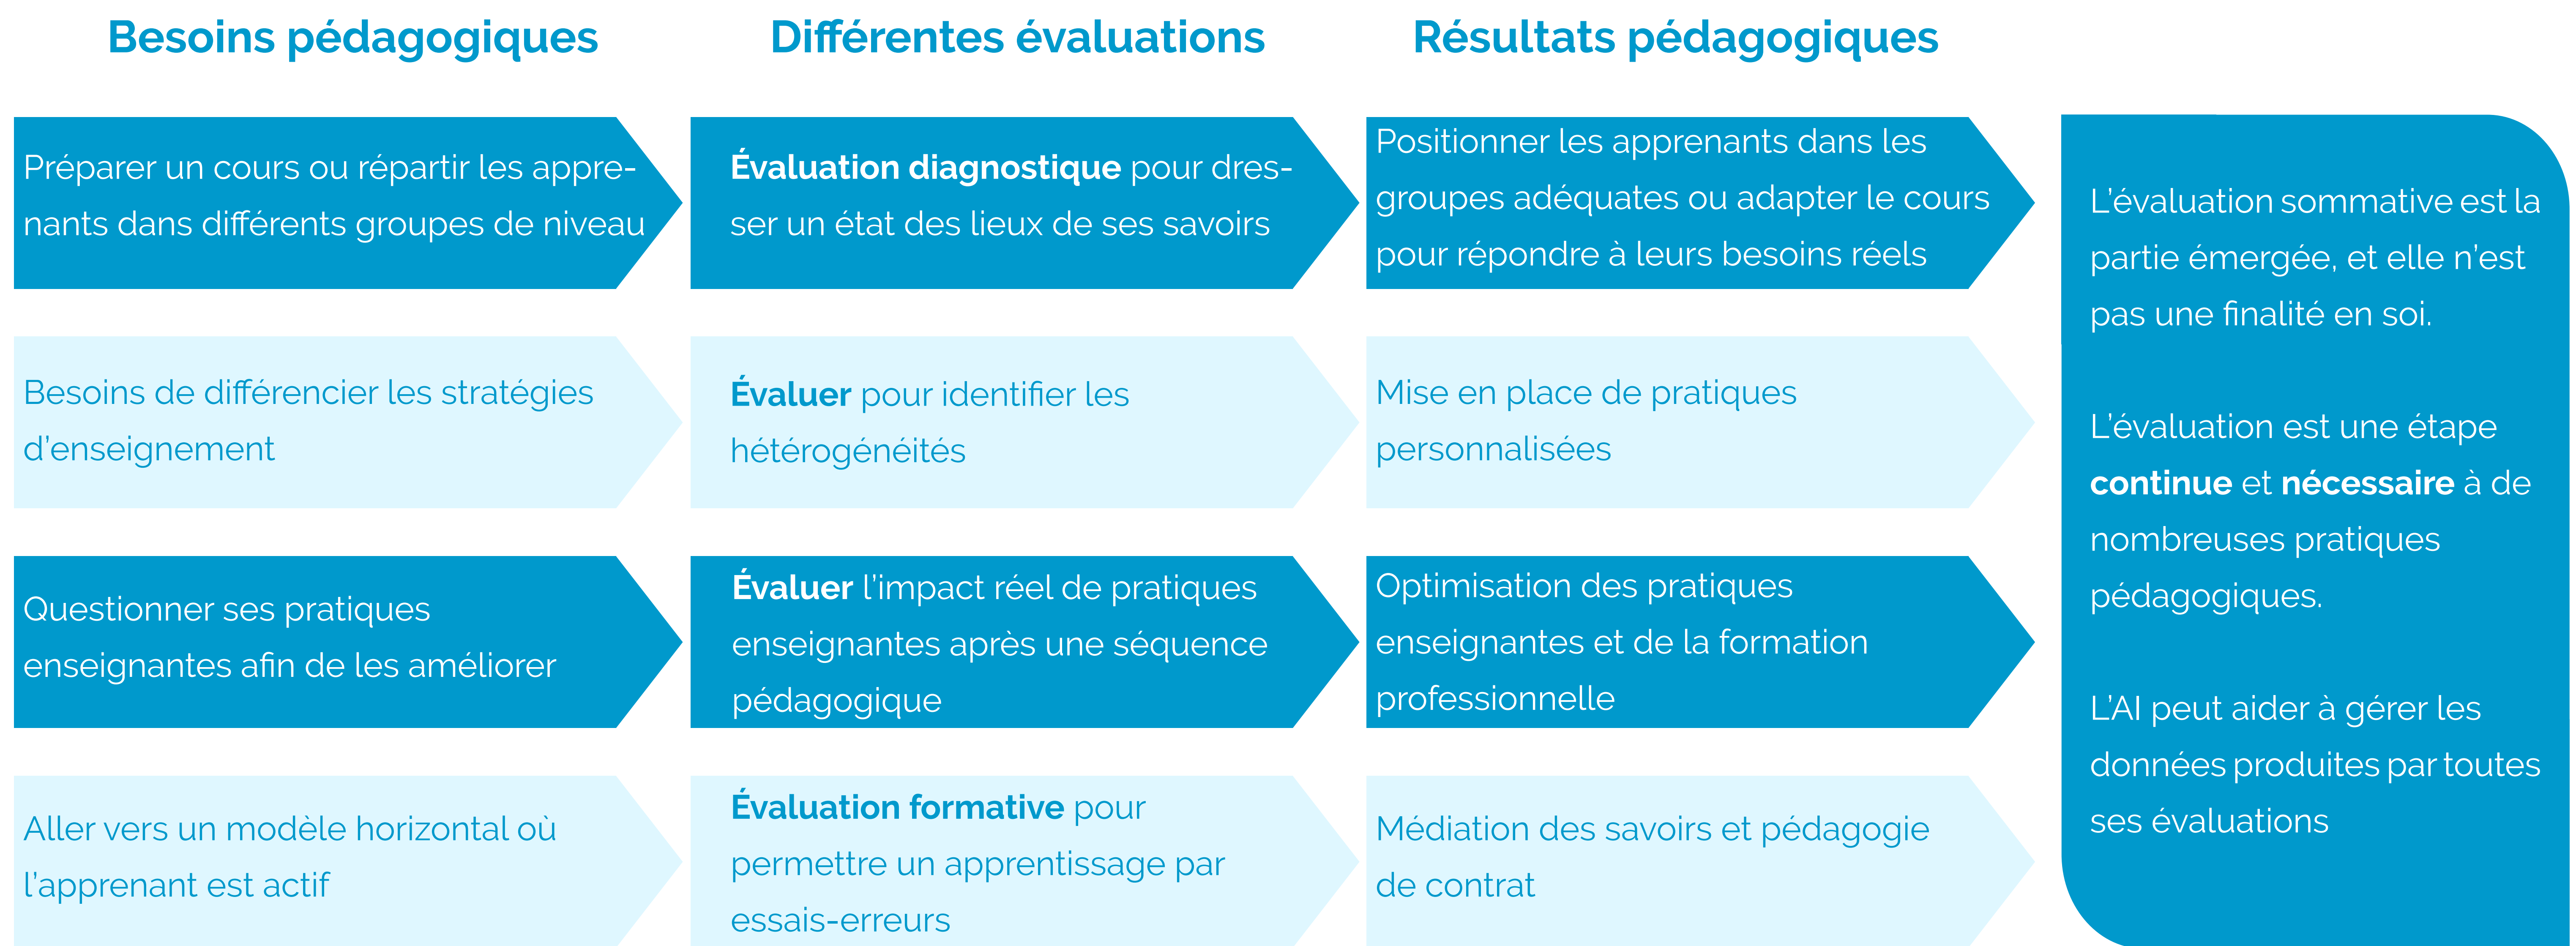 Besoins pédagogiques
Différentes évaluations
Résultats pédagogiques
Préparer un cours ou répartir les appre-
nants dans différents groupes de niveau
Évaluation diagnostique pour dres-
ser un état des lieux de ses savoirs
Positionner les apprenants dans les
groupes adéquates ou adapter le cours
pour répondre à leurs besoins réels
Besoins de différencier les stratégies
d'enseignement
Évaluer pour identifier les
hétérogénéités
Mise en place de pratiques
personnalisées
Questionner ses pratiques
enseignantes afin de les améliorer
Évaluer l'impact réel de pratiques
enseignantes après une séquence
pédagogique
Optimisation des pratiques
enseignantes et de la formation
professionnelle
Aller vers un modèle horizontal où
l'apprenant est actif
Évaluation formative pour
permettre un apprentissage par
essais-erreurs
Médiation des savoirs et pédagogie
de contrat
L'évaluation sommative est la
partie émergée, et elle n'est
pas une finalité en soi.
L'évaluation est une étape
continue et nécessaire à de
nombreuses pratiques
pédagogiques.
L'AI peut aider à gérer les
données produites par toutes
ses évaluations